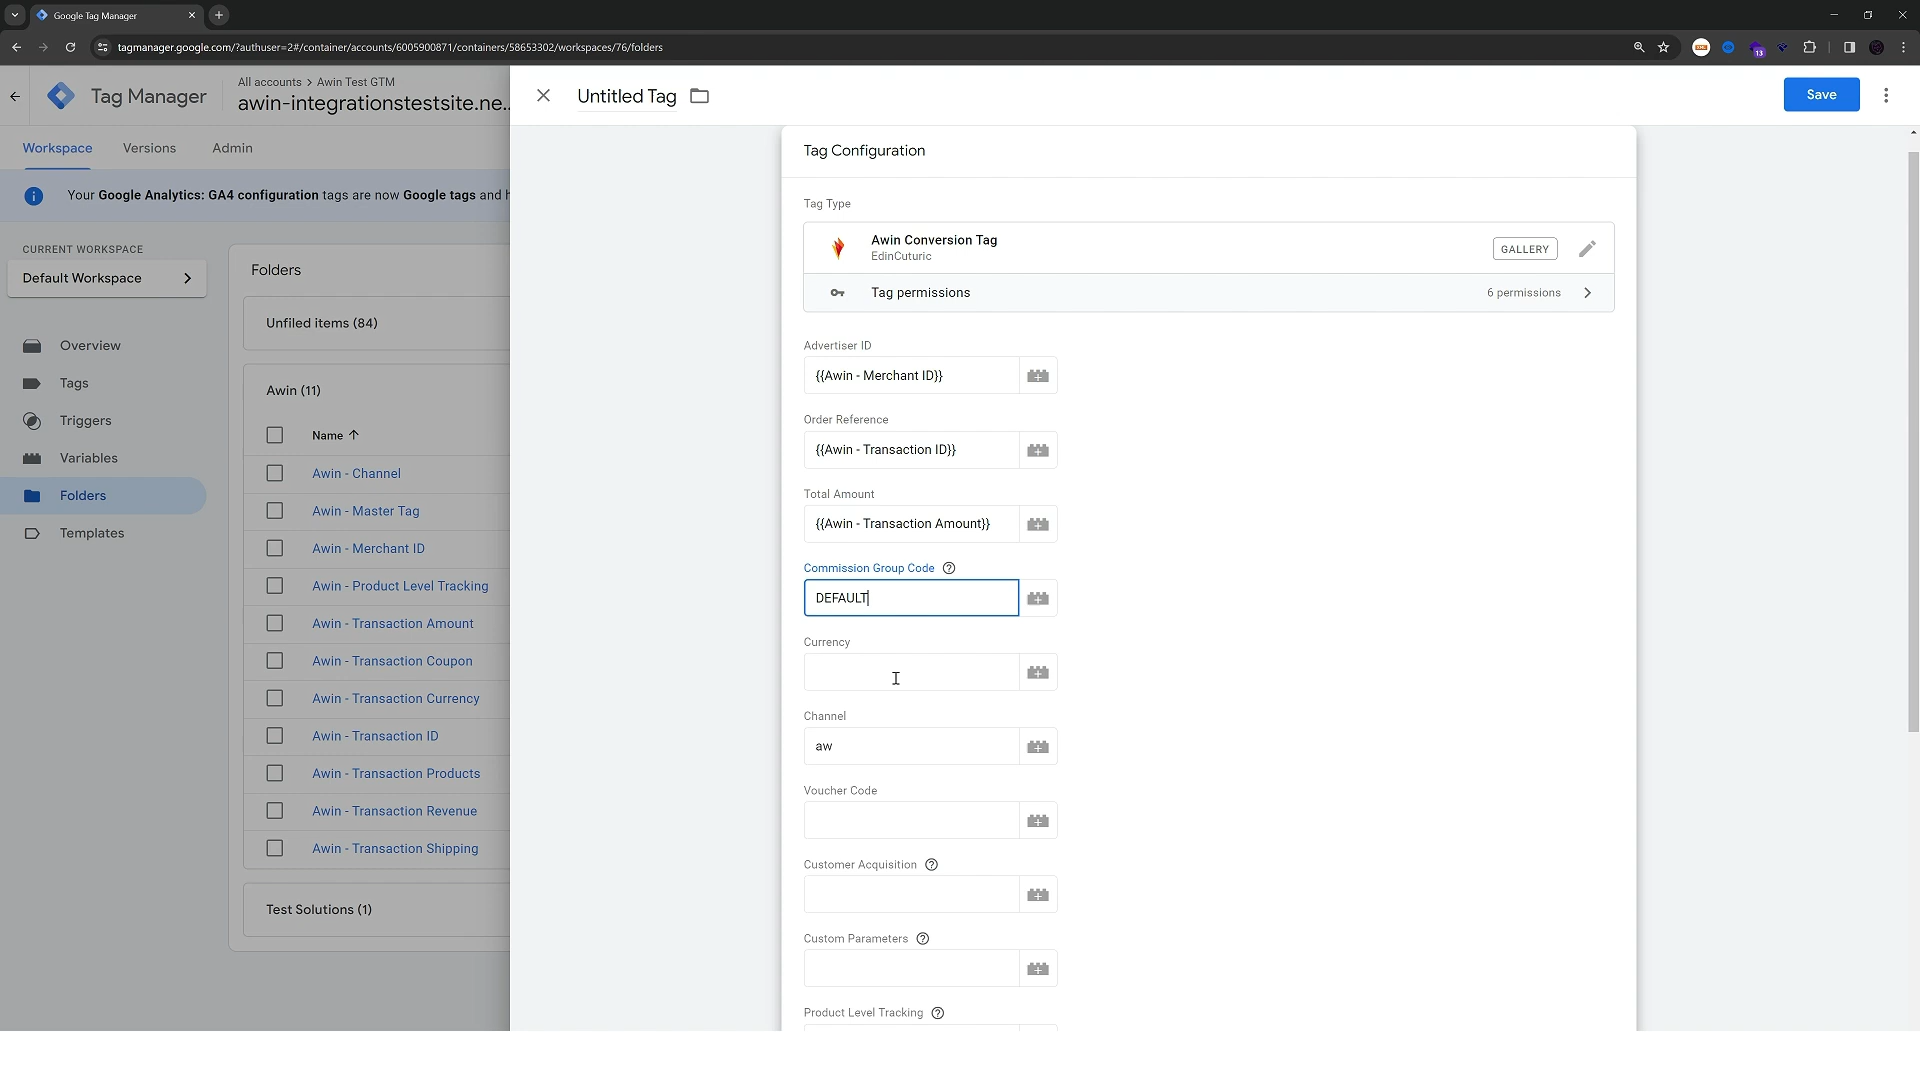 Google Tag Manager
tagmanager.google.com/?authuser=2#/container/accounts/6005900871/containers/58653302/workspaces/76/folders
13
Tag Manager
All accounts > Awin Test GTM
awin-integrationstestsite.ne...
Untitled Tag
Save
Workspace
Versions
Admin
Your Google Analytics: GA4 configuration tags are now Google tags and h
CURRENT WORKSPACE
Default Workspace
Overview
Tags
Triggers
Variables
Folders
Templates
Folders
Unfiled items (84)
Awin (11)
Name
Awin - Channel
Awin - Master Tag
Awin - Merchant ID
Awin - Product Level Tracking
Awin - Transaction Amount
Awin - Transaction Coupon
Awin - Transaction Currency
Awin - Transaction ID
Awin - Transaction Products
Awin - Transaction Revenue
Awin - Transaction Shipping
Test Solutions (1)
Tag Configuration
Tag Type
Awin Conversion Tag
EdinCuturic
GALLERY
Tag permissions
6 permissions
Advertiser ID
{{Awin - Merchant ID}}
Order Reference
{{Awin - Transaction ID}}
Total Amount
{{Awin - Transaction Amount}}
Commission Group Code
DEFAULT
Currency
Channel
aw
Voucher Code
Customer Acquisition
Custom Parameters
Product Level Tracking